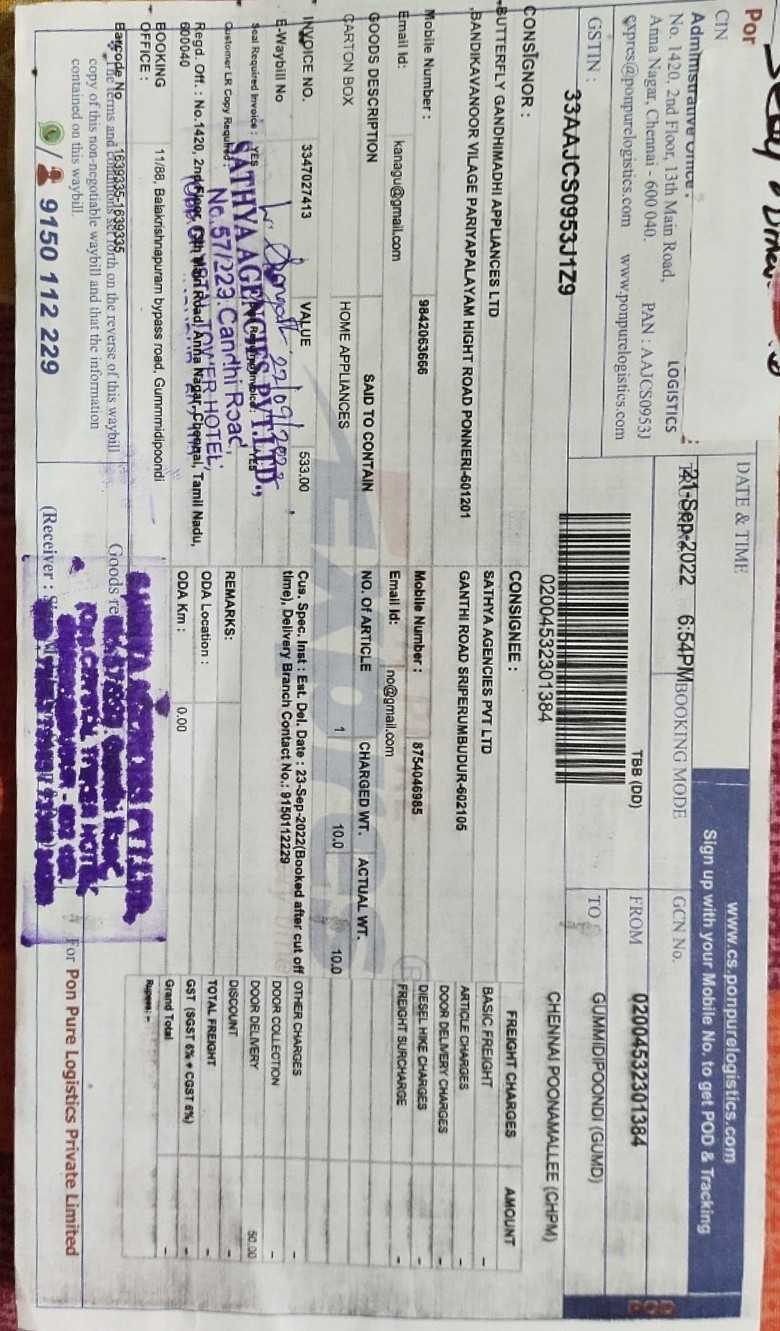 Por
CIN
Administrative Office :
No. 1420, 2nd Floor, 13th Main Road,
Anna Nagar, Chennai - 600 040.
PAN : AAJCS0953J
expres@ponpurelogistics.com www.ponpurelogistics.com
LOGISTICS
GSTIN :
33AAJCS0953J1Z9
DATE & TIME
21-Sep-2022 6:54PM
BOOKING MODE
TBB (DD)
02004532301384
www.cs.ponpurelogistics.com
Sign up with your Mobile No. to get POD & Tracking
GCN No.
02004532301384
FROM
GUMMIDIPOONDI (GUMD)
TO
CHENNAI POONAMALLEE (CHPM)
POD
CONSIGNOR :
BUTTERFLY GANDHIMADHI APPLIANCES LTD
,BANDIKAVANOOR VILAGE PARIYAPALAYAM HIGHT ROAD PONNERI-601201
Mobile Number : 9842063666
Email Id: kanagu@gmail.com
CONSIGNEE :
SATHYA AGENCIES PVT LTD
GANTHI ROAD SRIPERUMBUDUR-602105
Mobile Number : 8754046985
Email Id: no@gmail.com
GOODS DESCRIPTION SAID TO CONTAIN NO. OF ARTICLE CHARGED WT. ACTUAL WT.
CARTON BOX HOME APPLIANCES 1 10.0 10.0
INVOICE NO. 3347027413 VALUE 533.00
E-Waybill No
Cus. Spec. Inst : Est. Del. Date : 23-Sep-2022(Booked after cut off
time), Delivery Branch Contact No.: 9150112229
Seal Required Invoice : YES
Customer LR Copy Required :
YES
22/09/2022
SATHYA AGENCIES PVT.LTD.,
No.57/223, Gandhi Road,
TOWER HOTEL,
Regd. Off. : No.1420, 2nd Floor, 13th Main Road, Anna Nagar, Chennai, Tamil Nadu,
600040
REMARKS:
ODA Location :
ODA Km : 0.00
BOOKING
OFFICE :
11/88, Balakrishnapuram bypass road, Gummmidipoondi
Barcode No 1639335-1639335
The terms and conditions set forth on the reverse of this waybill
copy of this non-negotiable waybill and that the information
contained on this waybill.
9150 112 229
Goods re
(Receiver :
FREIGHT CHARGES AMOUNT
BASIC FREIGHT -
ARTICLE CHARGES -
DOOR DELIVERY CHARGES
DIESEL HIKE CHARGES -
FREIGHT SURCHARGE -
OTHER CHARGES -
DOOR COLLECTION -
DOOR DELIVERY 50.00
DISCOUNT -
TOTAL FREIGHT -
GST (SGST 6% + CGST 6%) -
Grand Total -
Rupees: -
For Pon Pure Logistics Private Limited